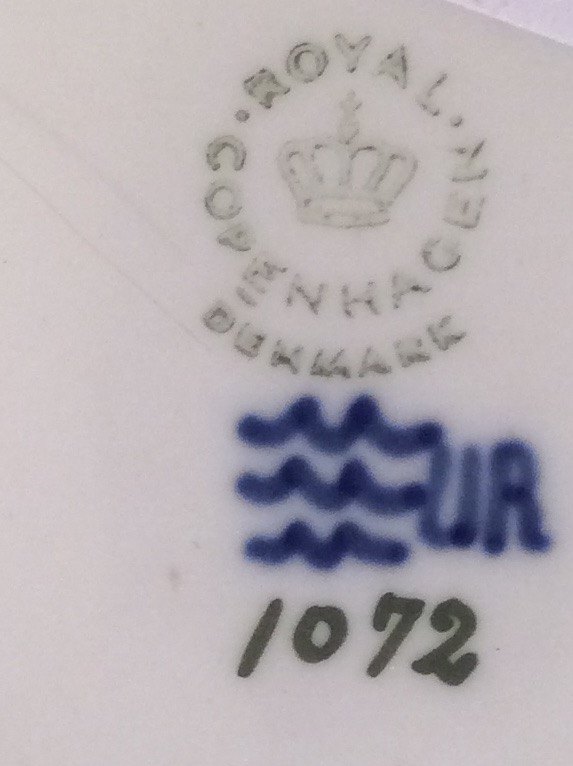 · ROYAL ·
COPENHAGEN
DENMARK
UR
1072